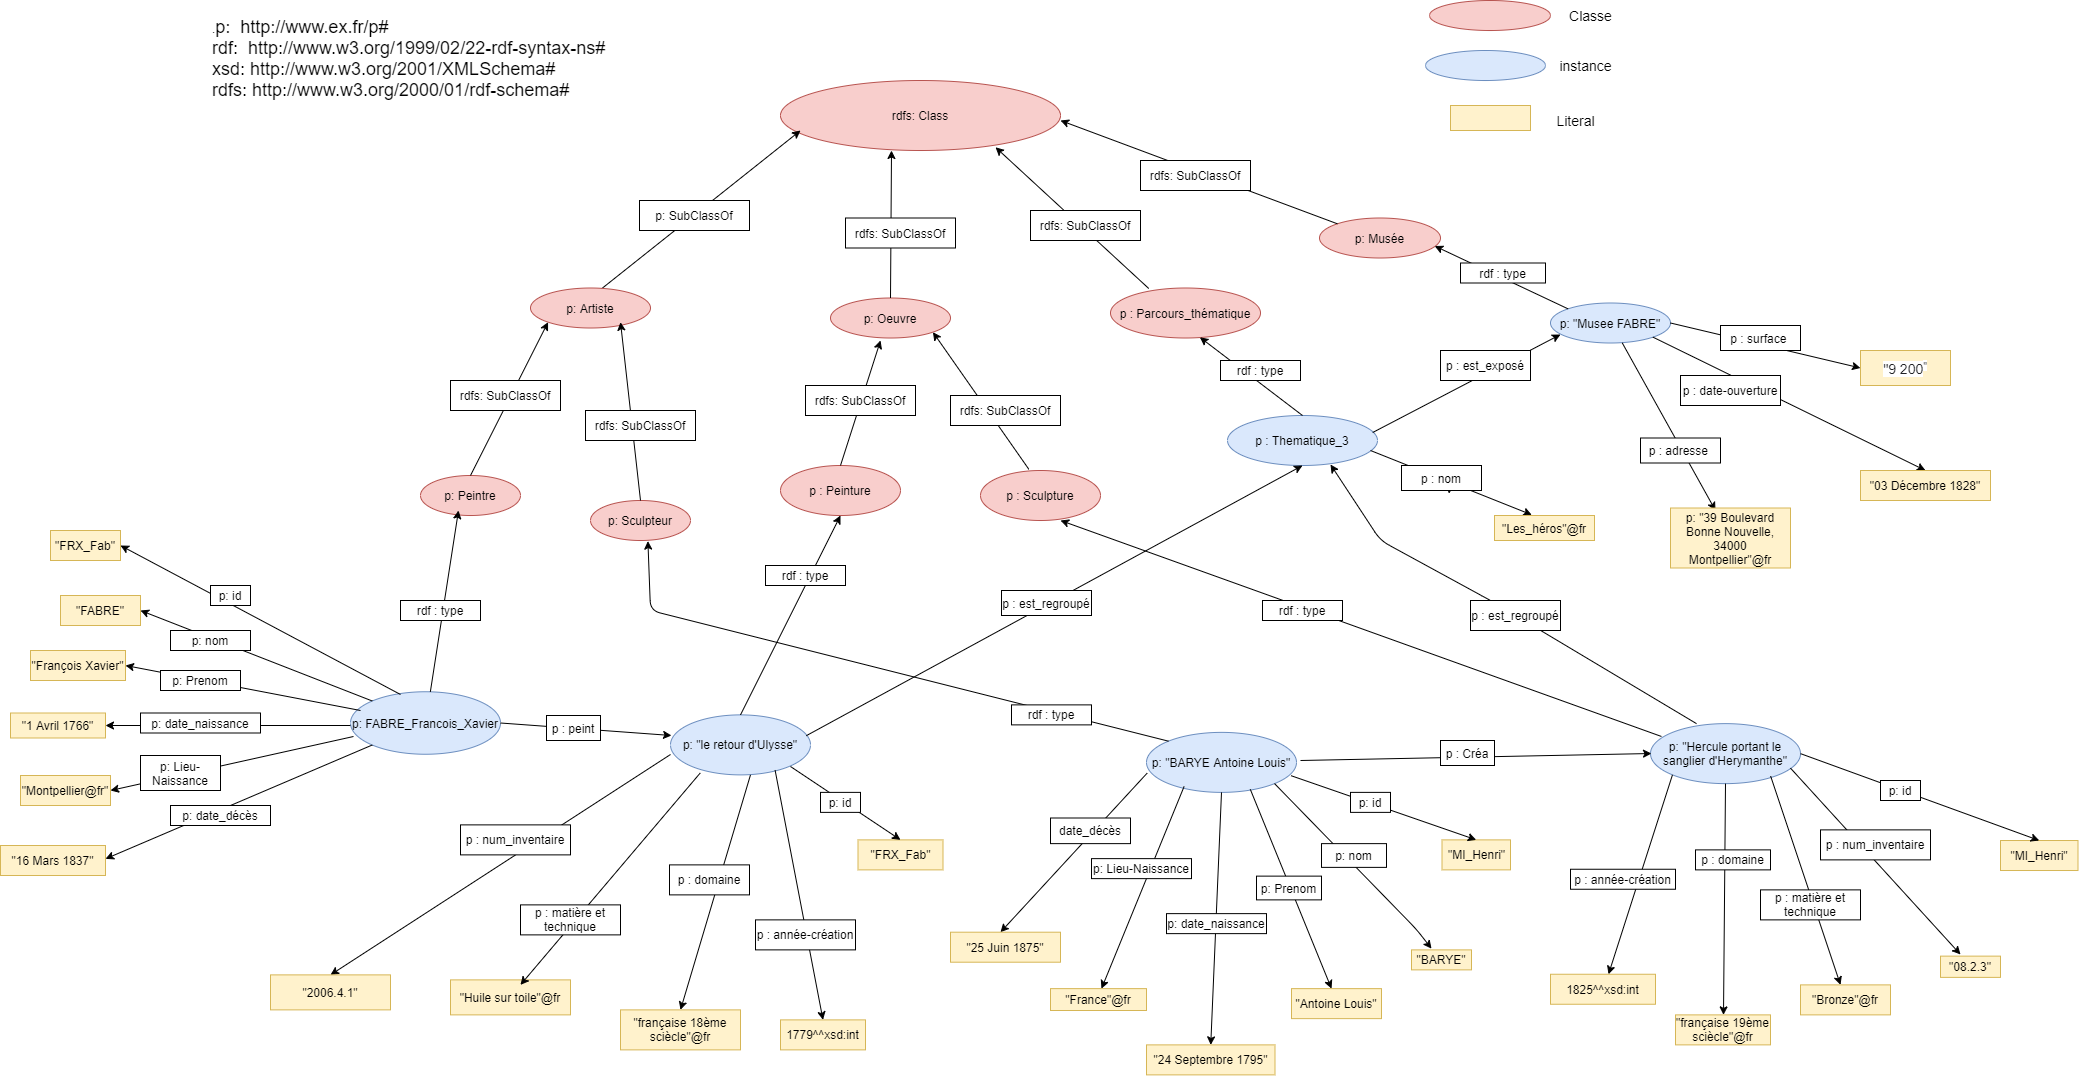 .p: http://www.ex.fr/p#
rdf: http://www.w3.org/1999/02/22-rdf-syntax-ns#
xsd: http://www.w3.org/2001/XMLSchema#
rdfs: http://www.w3.org/2000/01/rdf-schema#
Classe
instance
Literal
rdfs: Class
p: SubClassOf
rdfs: SubClassOf
rdfs: SubClassOf
rdfs: SubClassOf
p: Artiste
p: Oeuvre
p : Parcours_thématique
p: Musée
rdf : type
p: "Musee FABRE"
p : surface
"9 200"
p : date-ouverture
"03 Décembre 1828"
p : adresse
p: "39 Boulevard
Bonne Nouvelle,
34000
Montpellier"@fr
p : est_exposé
rdf : type
p : Thematique_3
p : nom
"Les_héros"@fr
rdfs: SubClassOf
rdfs: SubClassOf
rdfs: SubClassOf
rdfs: SubClassOf
p: Peintre
p: Sculpteur
p : Peinture
p : Sculpture
rdf : type
rdf : type
p : est_regroupé
rdf : type
p : est_regroupé
rdf : type
"FRX_Fab"
p: id
"FABRE"
p: nom
"François Xavier"
p: Prenom
"1 Avril 1766"
p: date_naissance
"Montpellier@fr"
p: Lieu-
Naissance
"16 Mars 1837"
p: date_décès
p: FABRE_Francois_Xavier
p : peint
p: "le retour d'Ulysse"
p : num_inventaire
"2006.4.1"
p : matière et
technique
"Huile sur toile"@fr
p : domaine
"française 18ème
sciècle"@fr
p : année-création
1779^^xsd:int
p: id
"FRX_Fab"
p: "BARYE Antoine Louis"
p : Créa
p: "Hercule portant le
sanglier d'Herymanthe"
date_décès
"25 Juin 1875"
p: Lieu-Naissance
"France"@fr
p: date_naissance
"24 Septembre 1795"
p: Prenom
"Antoine Louis"
p: nom
"BARYE"
p: id
"MI_Henri"
p : année-création
1825^^xsd:int
p : domaine
"française 19ème
sciècle"@fr
p : matière et
technique
"Bronze"@fr
p : num_inventaire
"08.2.3"
p: id
"MI_Henri"